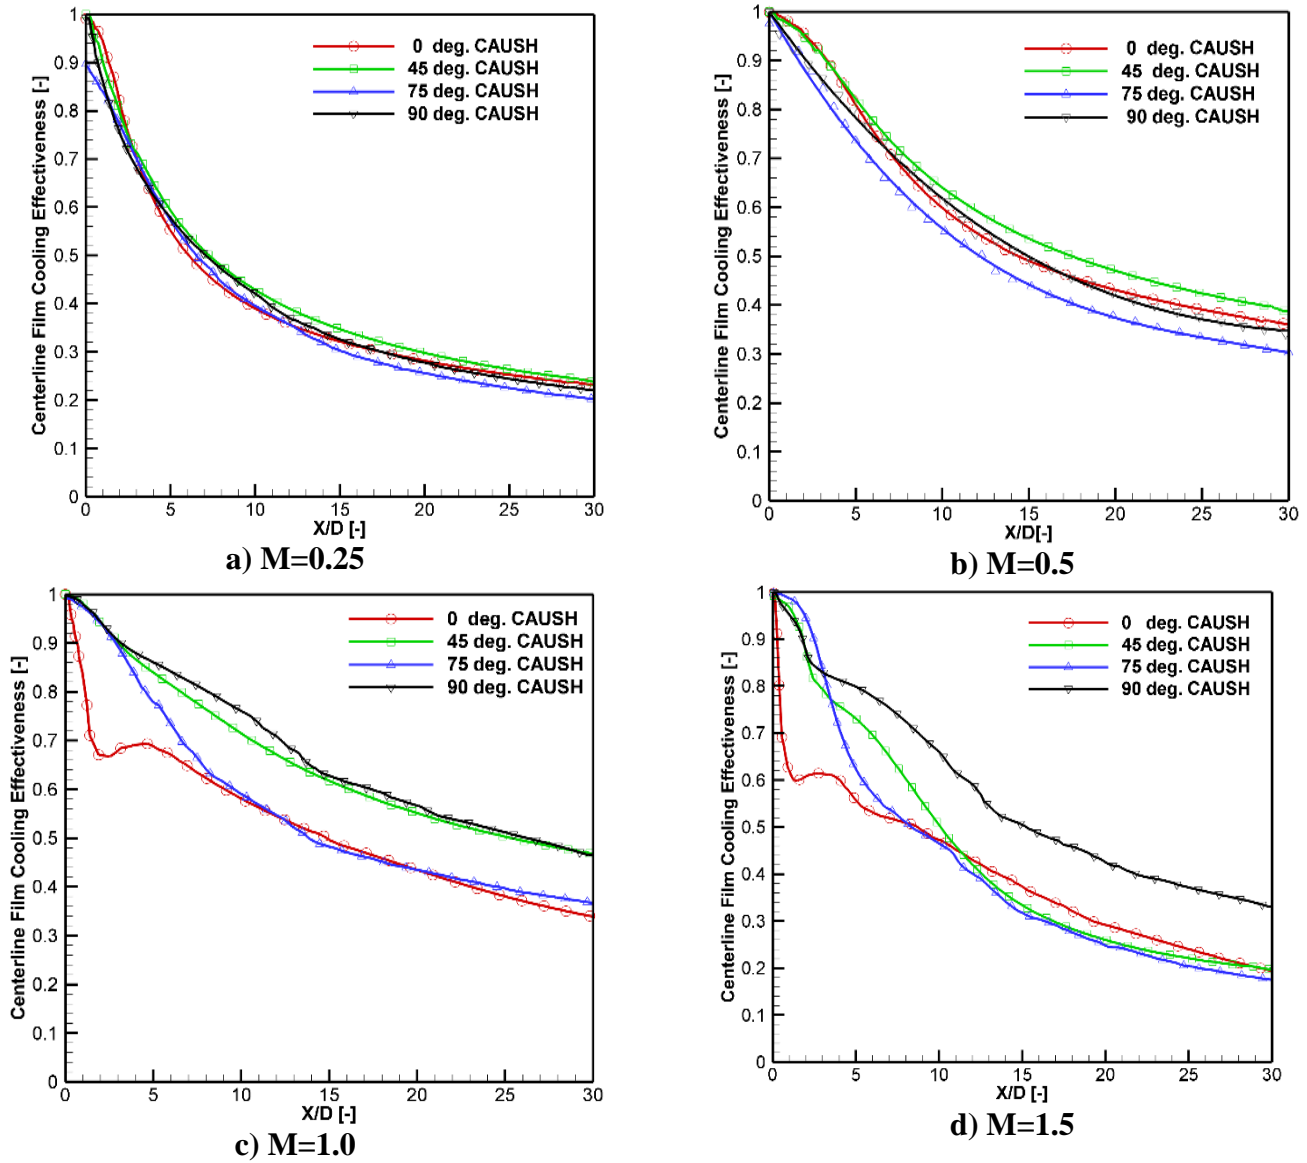 Centerline Film Cooling Effectiveness [-]
1
0.9
0.8
0.7
0.6
0.5
0.4
0.3
0.2
0.1
0
0 deg. CAUSH
45 deg. CAUSH
75 deg. CAUSH
90 deg. CAUSH
0 5 10 15 20 25 30
X/D [-]
a) M=0.25
Centerline Film Cooling Effectiveness [-]
1
0.9
0.8
0.7
0.6
0.5
0.4
0.3
0.2
0.1
0
0 deg. CAUSH
45 deg. CAUSH
75 deg. CAUSH
90 deg. CAUSH
0 5 10 15 20 25 30
X/D[-]
b) M=0.5
Centerline Film Cooling Effectiveness [-]
1
0.9
0.8
0.7
0.6
0.5
0.4
0.3
0.2
0.1
0
0 deg. CAUSH
45 deg. CAUSH
75 deg. CAUSH
90 deg. CAUSH
0 5 10 15 20 25 30
X/D [-]
c) M=1.0
Centerline Film Cooling Effectiveness [-]
1
0.9
0.8
0.7
0.6
0.5
0.4
0.3
0.2
0.1
0
0 deg. CAUSH
45 deg. CAUSH
75 deg. CAUSH
90 deg. CAUSH
0 5 10 15 20 25 30
X/D [-]
d) M=1.5